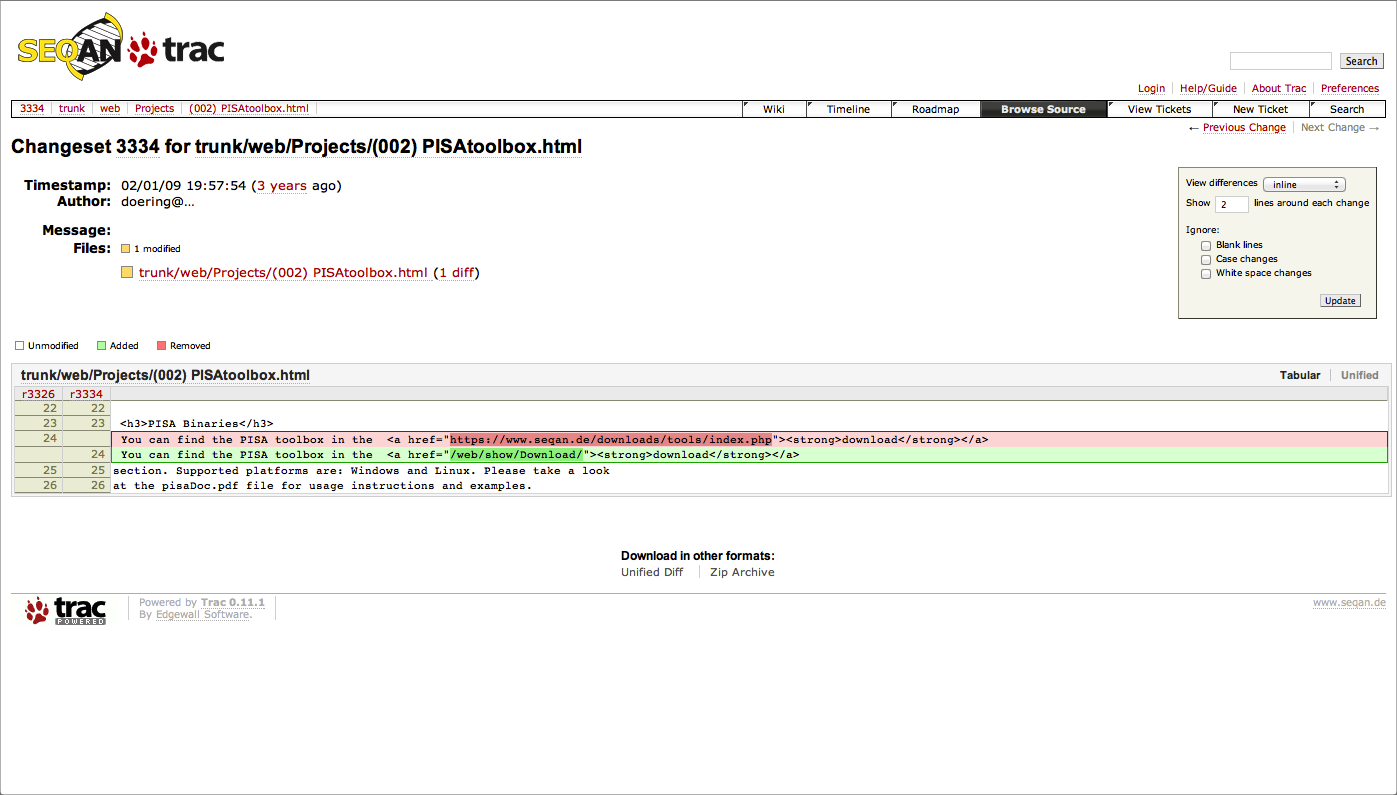 SEQAN trac
Search
Login Help/Guide About Trac Preferences
3334 trunk web Projects (002) PISAtoolbox.html Wiki Timeline Roadmap Browse Source View Tickets New Ticket Search
← Previous Change Next Change →
Changeset 3334 for trunk/web/Projects/(002) PISAtoolbox.html
Timestamp: 02/01/09 19:57:54 (3 years ago)
Author: doering@...
Message:
Files: 1 modified
trunk/web/Projects/(002) PISAtoolbox.html (1 diff)
View differences inline
Show 2 lines around each change
Ignore:
Blank lines
Case changes
White space changes
Update
Unmodified Added Removed
trunk/web/Projects/(002) PISAtoolbox.html Tabular Unified
r3326 r3334
22 22
23 23 <h3>PISA Binaries</h3>
24 You can find the PISA toolbox in the <a href="https://www.seqan.de/downloads/tools/index.php"><strong>download</strong></a>
24 You can find the PISA toolbox in the <a href="/web/show/Download/"><strong>download</strong></a>
25 25 section. Supported platforms are: Windows and Linux. Please take a look
26 26 at the pisaDoc.pdf file for usage instructions and examples.
Download in other formats:
Unified Diff Zip Archive
trac POWERED
Powered by Trac 0.11.1
By Edgewall Software.
www.seqan.de